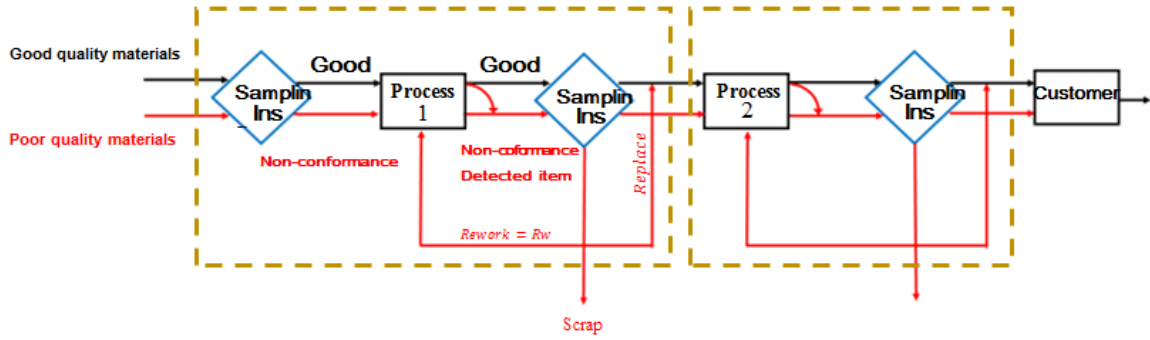 Good quality materials
Poor quality materials
Samplin
Ins
Good
Non-conformance
Process
1
Good
Non-coformance
Detected item
Samplin
Ins
Replace
Rework = Rw
Scrap
Process
2
Samplin
Ins
Customer